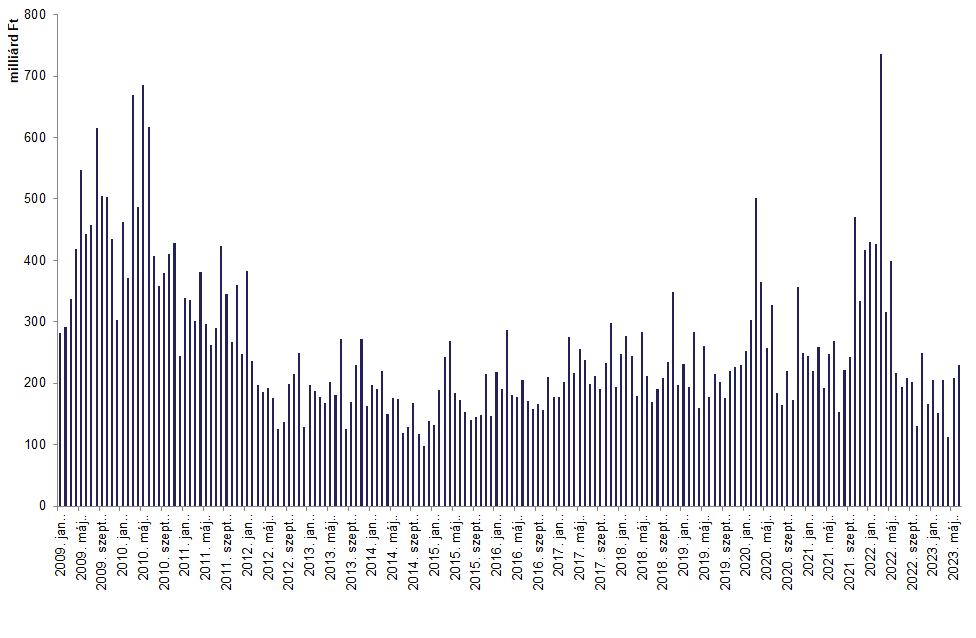 milliárd Ft
800
700
600
500
400
300
200
100
0
2009. jan..
2009. máj..
2009. szept..
2010. jan..
2010. máj..
2010. szept..
2011. jan..
2011. máj..
2011. szept..
2012. jan..
2012. máj..
2012. szept..
2013. jan..
2013. máj..
2013. szept..
2014. jan..
2014. máj..
2014. szept..
2015. jan..
2015. máj..
2015. szept..
2016. jan..
2016. máj..
2016. szept..
2017. jan..
2017. máj..
2017. szept..
2018. jan..
2018. máj..
2018. szept..
2019. jan..
2019. máj..
2019. szept..
2020. jan..
2020. máj..
2020. szept..
2021. jan..
2021. máj..
2021. szept..
2022. jan..
2022. máj..
2022. szept..
2023. jan..
2023. máj..